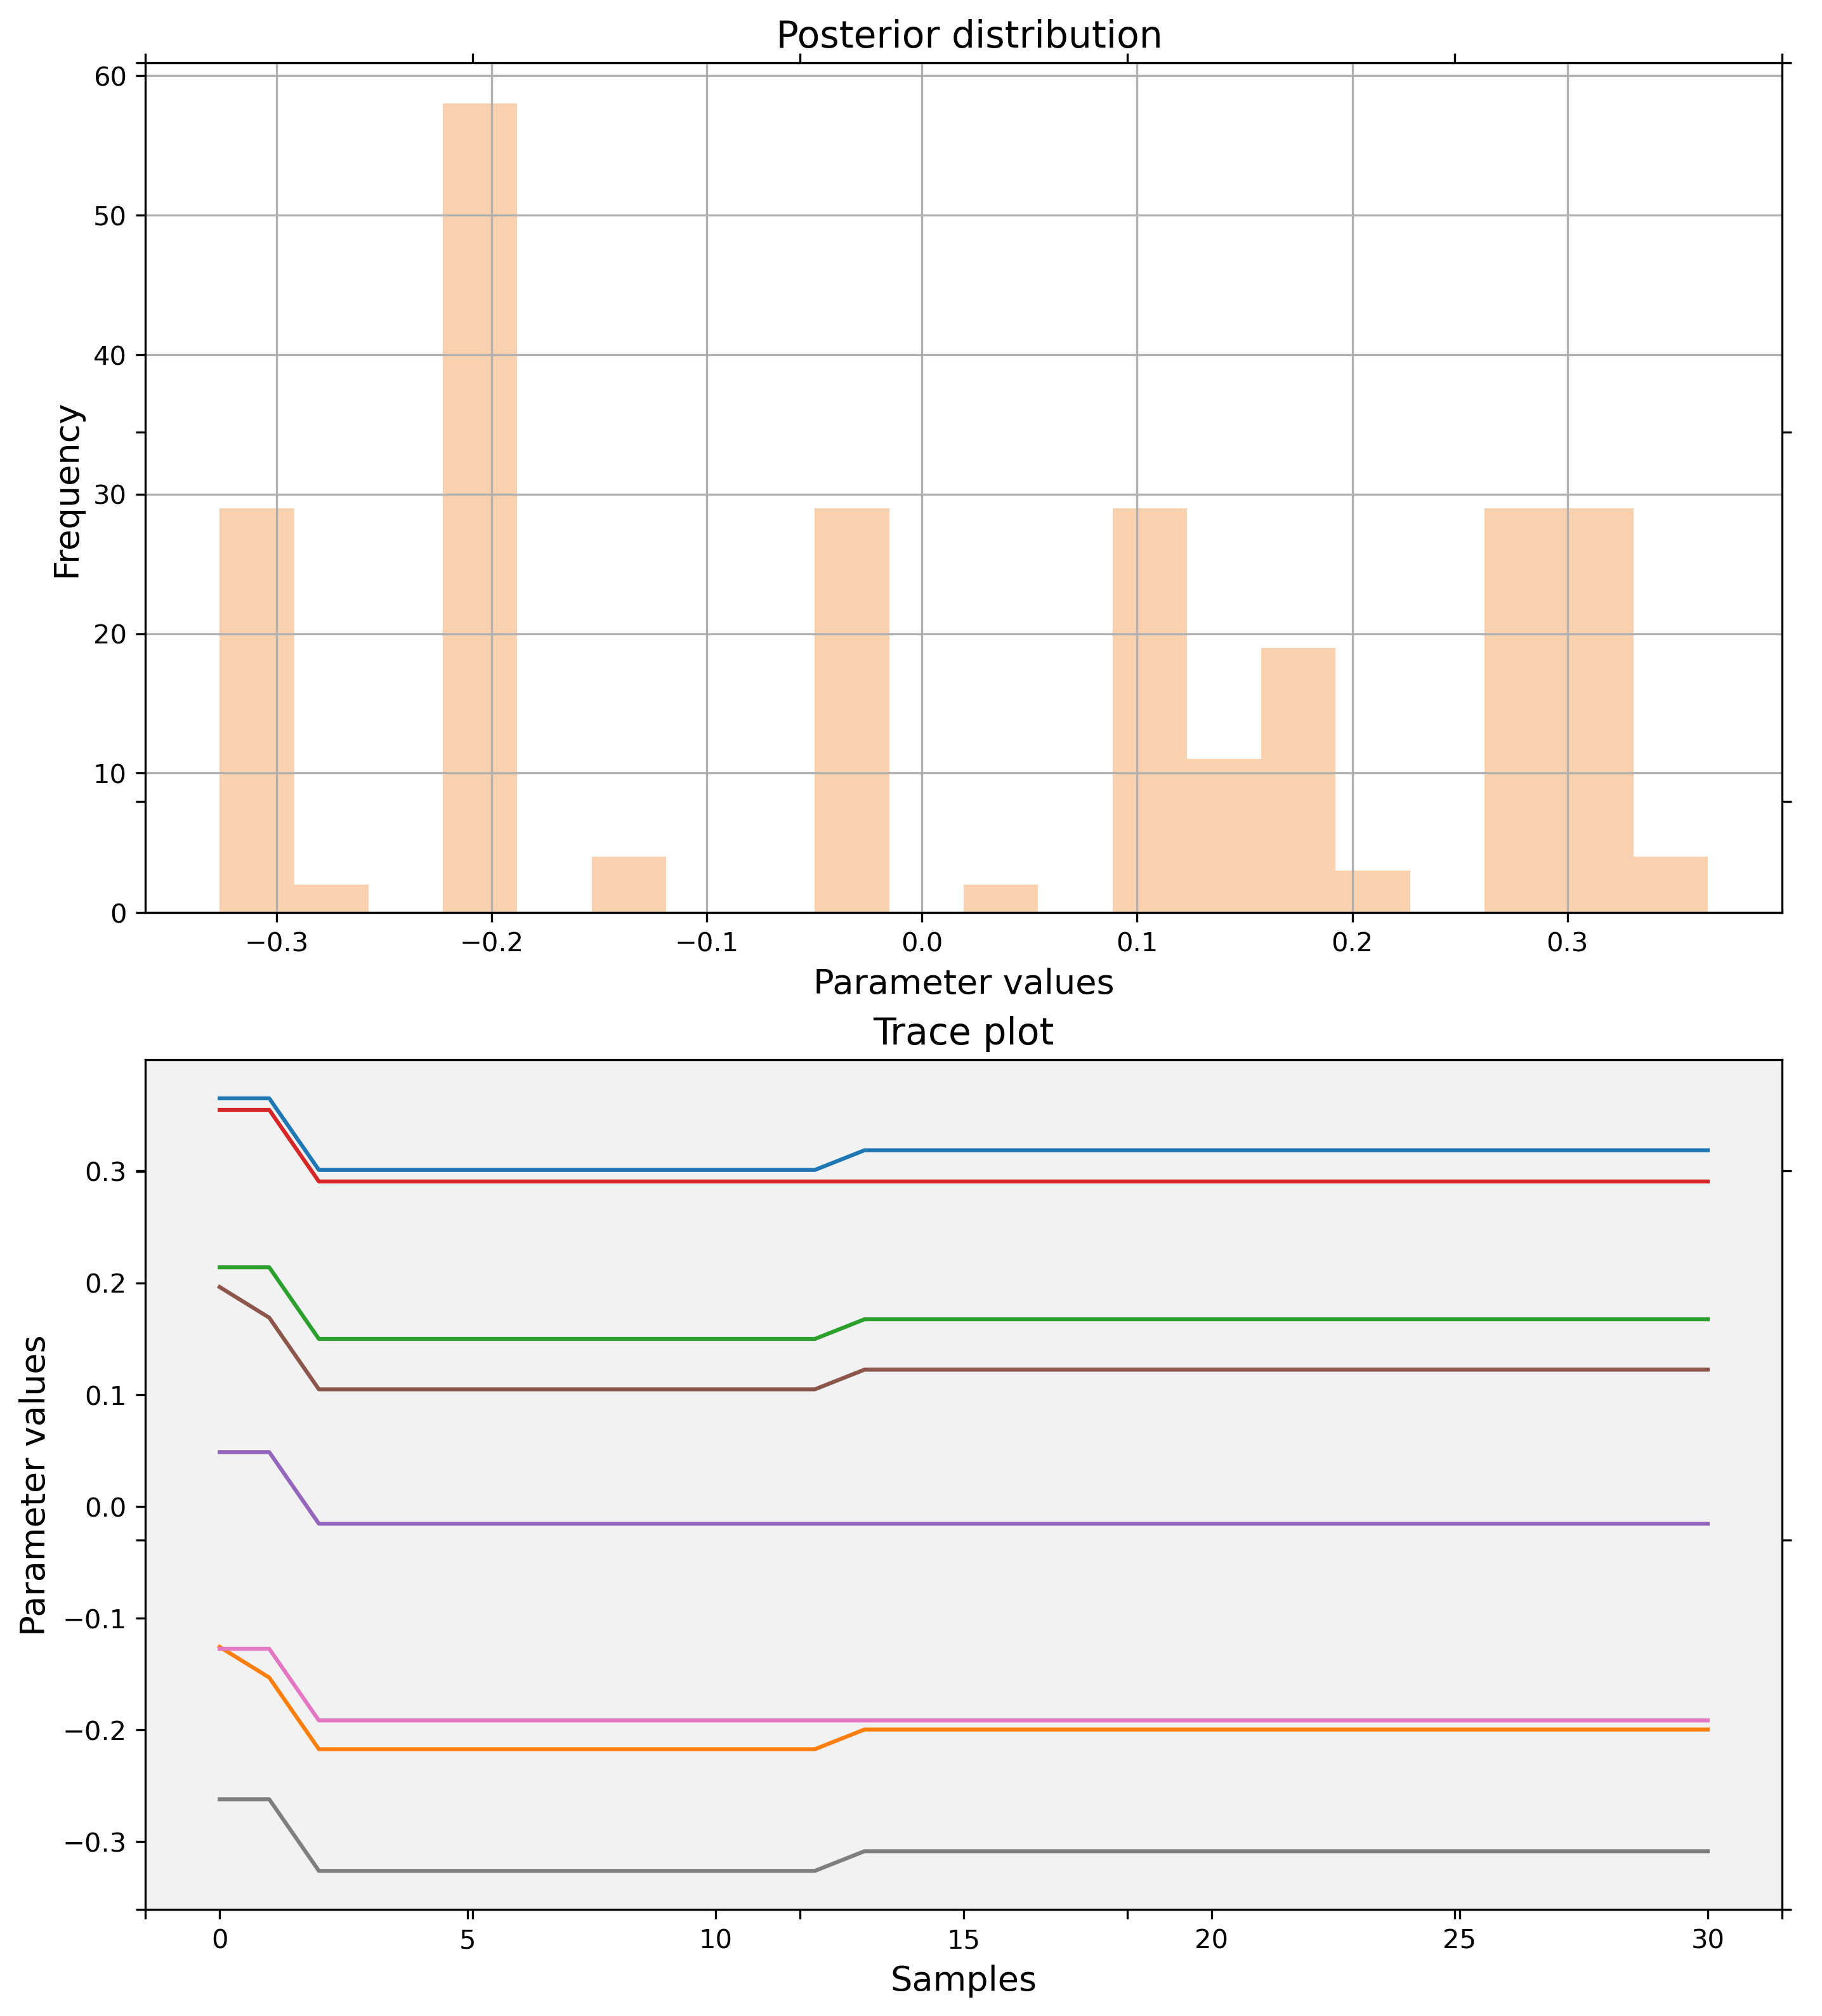 Posterior distribution
60
50
40
30
20
10
0
Frequency
−0.3 −0.2 −0.1 0.0 0.1 0.2 0.3
Parameter values
Trace plot
0.3
0.2
0.1
0.0
−0.1
−0.2
−0.3
Parameter values
0 5 10 15 20 25 30
Samples